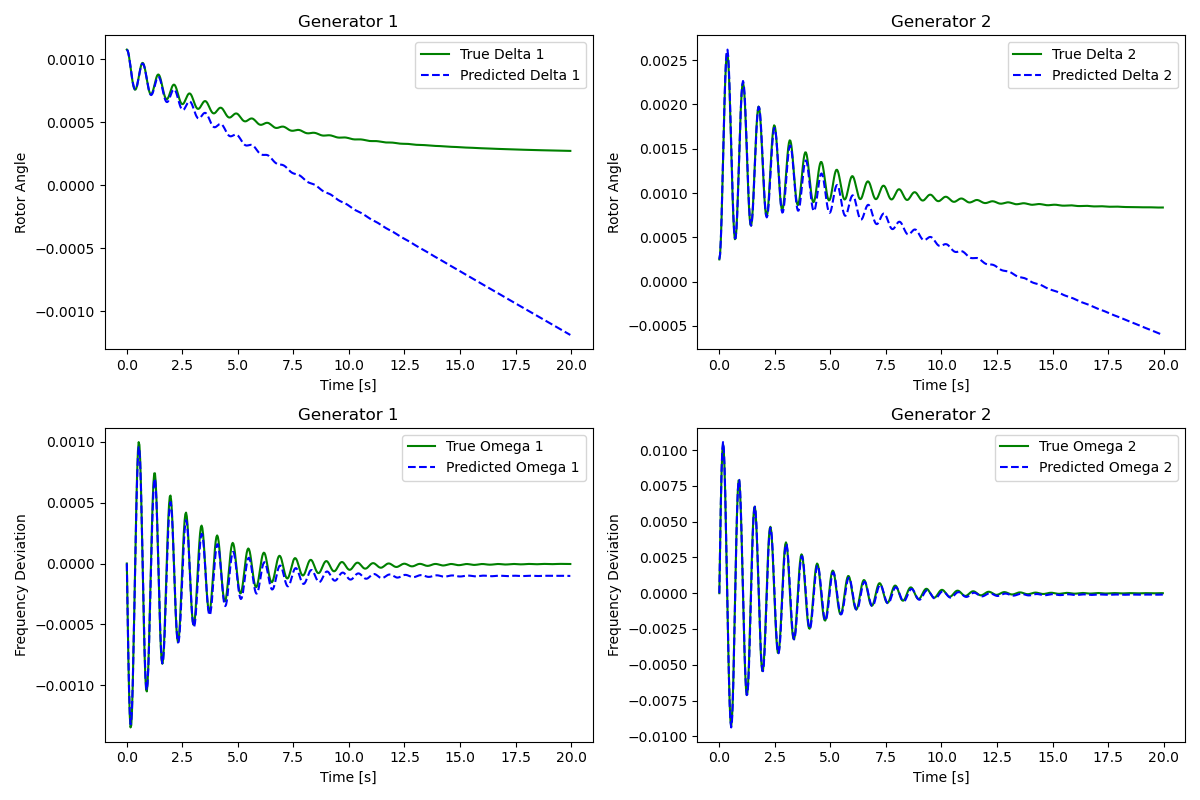 Generator 1
True Delta 1
Predicted Delta 1
0.0010
0.0005
0.0000
−0.0005
−0.0010
Rotor Angle
0.0 2.5 5.0 7.5 10.0 12.5 15.0 17.5 20.0
Time [s]
Generator 2
True Delta 2
Predicted Delta 2
0.0025
0.0020
0.0015
0.0010
0.0005
0.0000
−0.0005
Rotor Angle
0.0 2.5 5.0 7.5 10.0 12.5 15.0 17.5 20.0
Time [s]
Generator 1
True Omega 1
Predicted Omega 1
0.0010
0.0005
0.0000
−0.0005
−0.0010
Frequency Deviation
0.0 2.5 5.0 7.5 10.0 12.5 15.0 17.5 20.0
Time [s]
Generator 2
True Omega 2
Predicted Omega 2
0.0100
0.0075
0.0050
0.0025
0.0000
−0.0025
−0.0050
−0.0075
−0.0100
Frequency Deviation
0.0 2.5 5.0 7.5 10.0 12.5 15.0 17.5 20.0
Time [s]